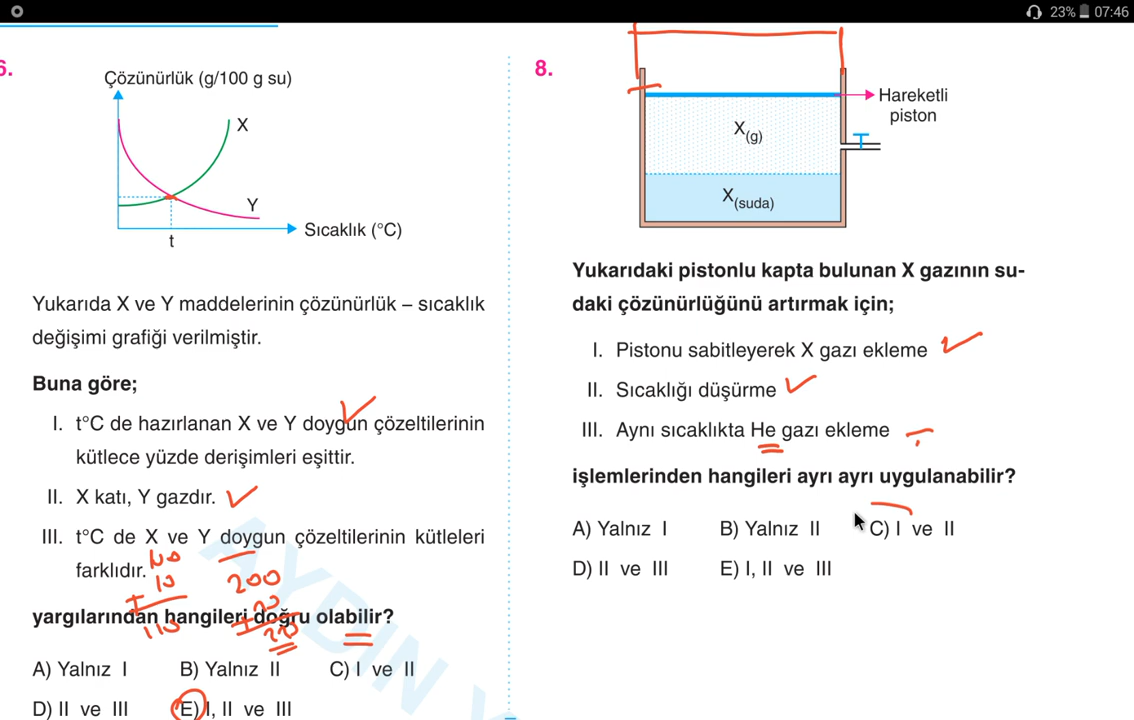 23% 07:46
6.
Çözünürlük (g/100 g su)
X
Y
Sıcaklık (°C)
t
Yukarıda X ve Y maddelerinin çözünürlük – sıcaklık
değişimi grafiği verilmiştir.
Buna göre;
I. t°C de hazırlanan X ve Y doygun çözeltilerinin
kütlece yüzde derişimleri eşittir.
II. X katı, Y gazdır.
III. t°C de X ve Y doygun çözeltilerinin kütleleri
farklıdır.
10
+
110
200
20
+
220
yargılarından hangileri doğru olabilir?
A) Yalnız I B) Yalnız II C) I ve II
D) II ve III E) I, II ve III
AYDIN Y
8.
Hareketli
piston
X(g)
T
X(suda)
Yukarıdaki pistonlu kapta bulunan X gazının su-
daki çözünürlüğünü artırmak için;
I. Pistonu sabitleyerek X gazı ekleme
II. Sıcaklığı düşürme
III. Aynı sıcaklıkta He gazı ekleme
işlemlerinden hangileri ayrı ayrı uygulanabilir?
A) Yalnız I B) Yalnız II C) I ve II
D) II ve III E) I, II ve III